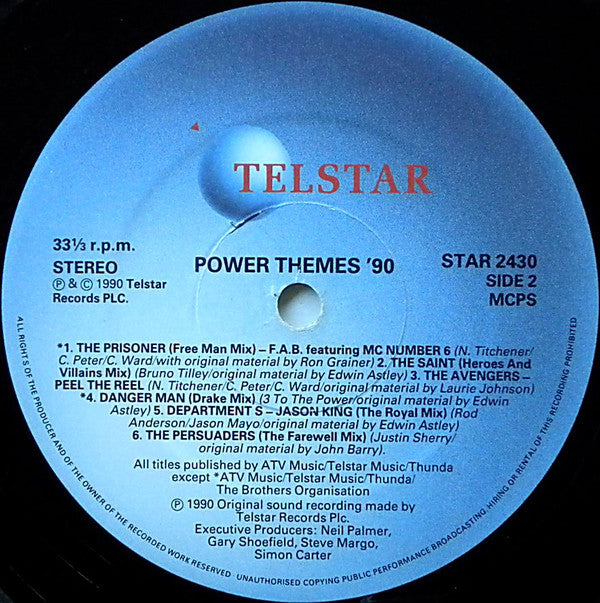 TELSTAR
33⅓ r.p.m.
STEREO
Ⓟ & © 1990 Telstar
Records PLC.
POWER THEMES '90
STAR 2430
SIDE 2
MCPS
*1. THE PRISONER (Free Man Mix) – F.A.B. featuring MC NUMBER 6 (N. Titchener/
C. Peter/C. Ward/with original material by Ron Grainer) 2. THE SAINT (Heroes And
Villains Mix) (Bruno Tilley/original material by Edwin Astley) 3. THE AVENGERS –
PEEL THE REEL (N. Titchener/C. Peter/C. Ward/original material by Laurie Johnson)
*4. DANGER MAN (Drake Mix) (3 To The Power/original material by Edwin
Astley) 5. DEPARTMENT S – JASON KING (The Royal Mix) (Rod
Anderson/Jason Mayo/original material by Edwin Astley)
6. THE PERSUADERS (The Farewell Mix) (Justin Sherry/
original material by John Barry).
All titles published by ATV Music/Telstar Music/Thunda
except *ATV Music/Telstar Music/Thunda/
The Brothers Organisation
Ⓟ 1990 Original sound recording made by
Telstar Records Plc.
Executive Producers: Neil Palmer,
Gary Shoefield, Steve Margo,
Simon Carter
ALL RIGHTS OF THE PRODUCER AND OF THE OWNER OF THE RECORDED WORK RESERVED UNAUTHORISED COPYING PUBLIC PERFORMANCE BROADCASTING HIRING OR RENTAL OF THIS RECORDING PROHIBITED